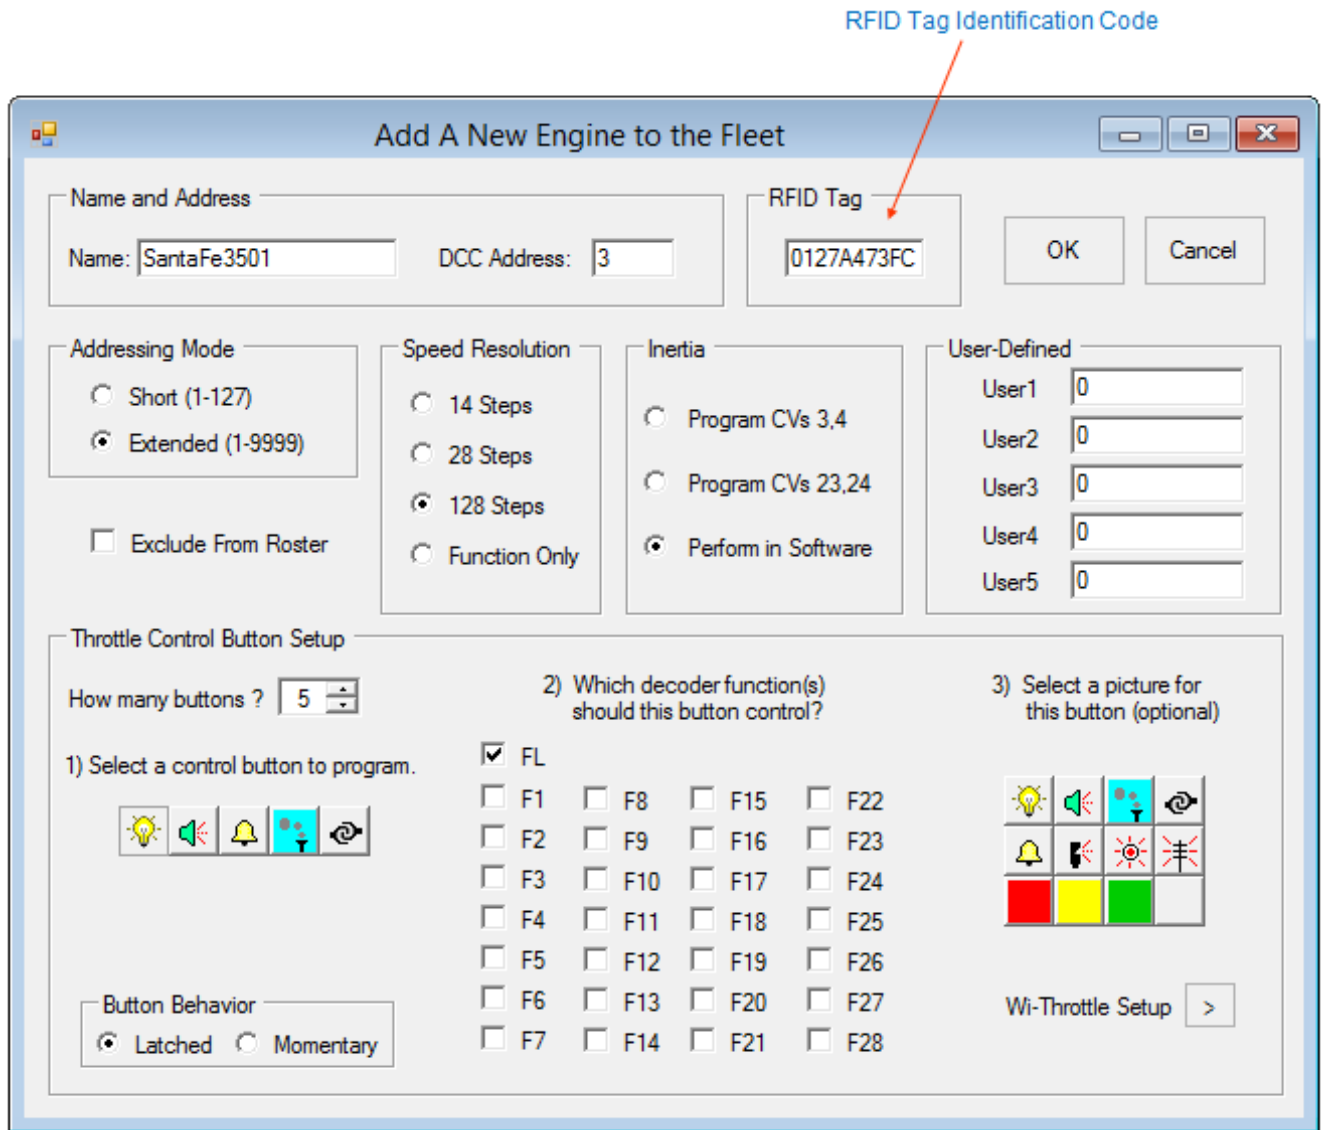 RFID Tag Identification Code
Add A New Engine to the Fleet
Name and Address
Name: SantaFe3501 DCC Address: 3
RFID Tag
0127A473FC
OK Cancel
Addressing Mode
Short (1-127)
Extended (1-9999)
Exclude From Roster
Speed Resolution
14 Steps
28 Steps
128 Steps
Function Only
Inertia
Program CVs 3,4
Program CVs 23,24
Perform in Software
User-Defined
User1 0
User2 0
User3 0
User4 0
User5 0
Throttle Control Button Setup
How many buttons ? 5
1) Select a control button to program.
Button Behavior
Latched Momentary
2) Which decoder function(s)
should this button control?
FL
F1 F8 F15 F22
F2 F9 F16 F23
F3 F10 F17 F24
F4 F11 F18 F25
F5 F12 F19 F26
F6 F13 F20 F27
F7 F14 F21 F28
3) Select a picture for
this button (optional)
Wi-Throttle Setup >